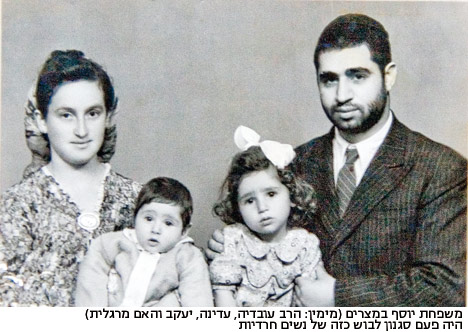 משפחת יוסף במצרים (מימין: הרב עובדיה, עדינה, יעקב והאם מרגלית)
היה פעם סגנון לבוש כזה של נשים חרדיות